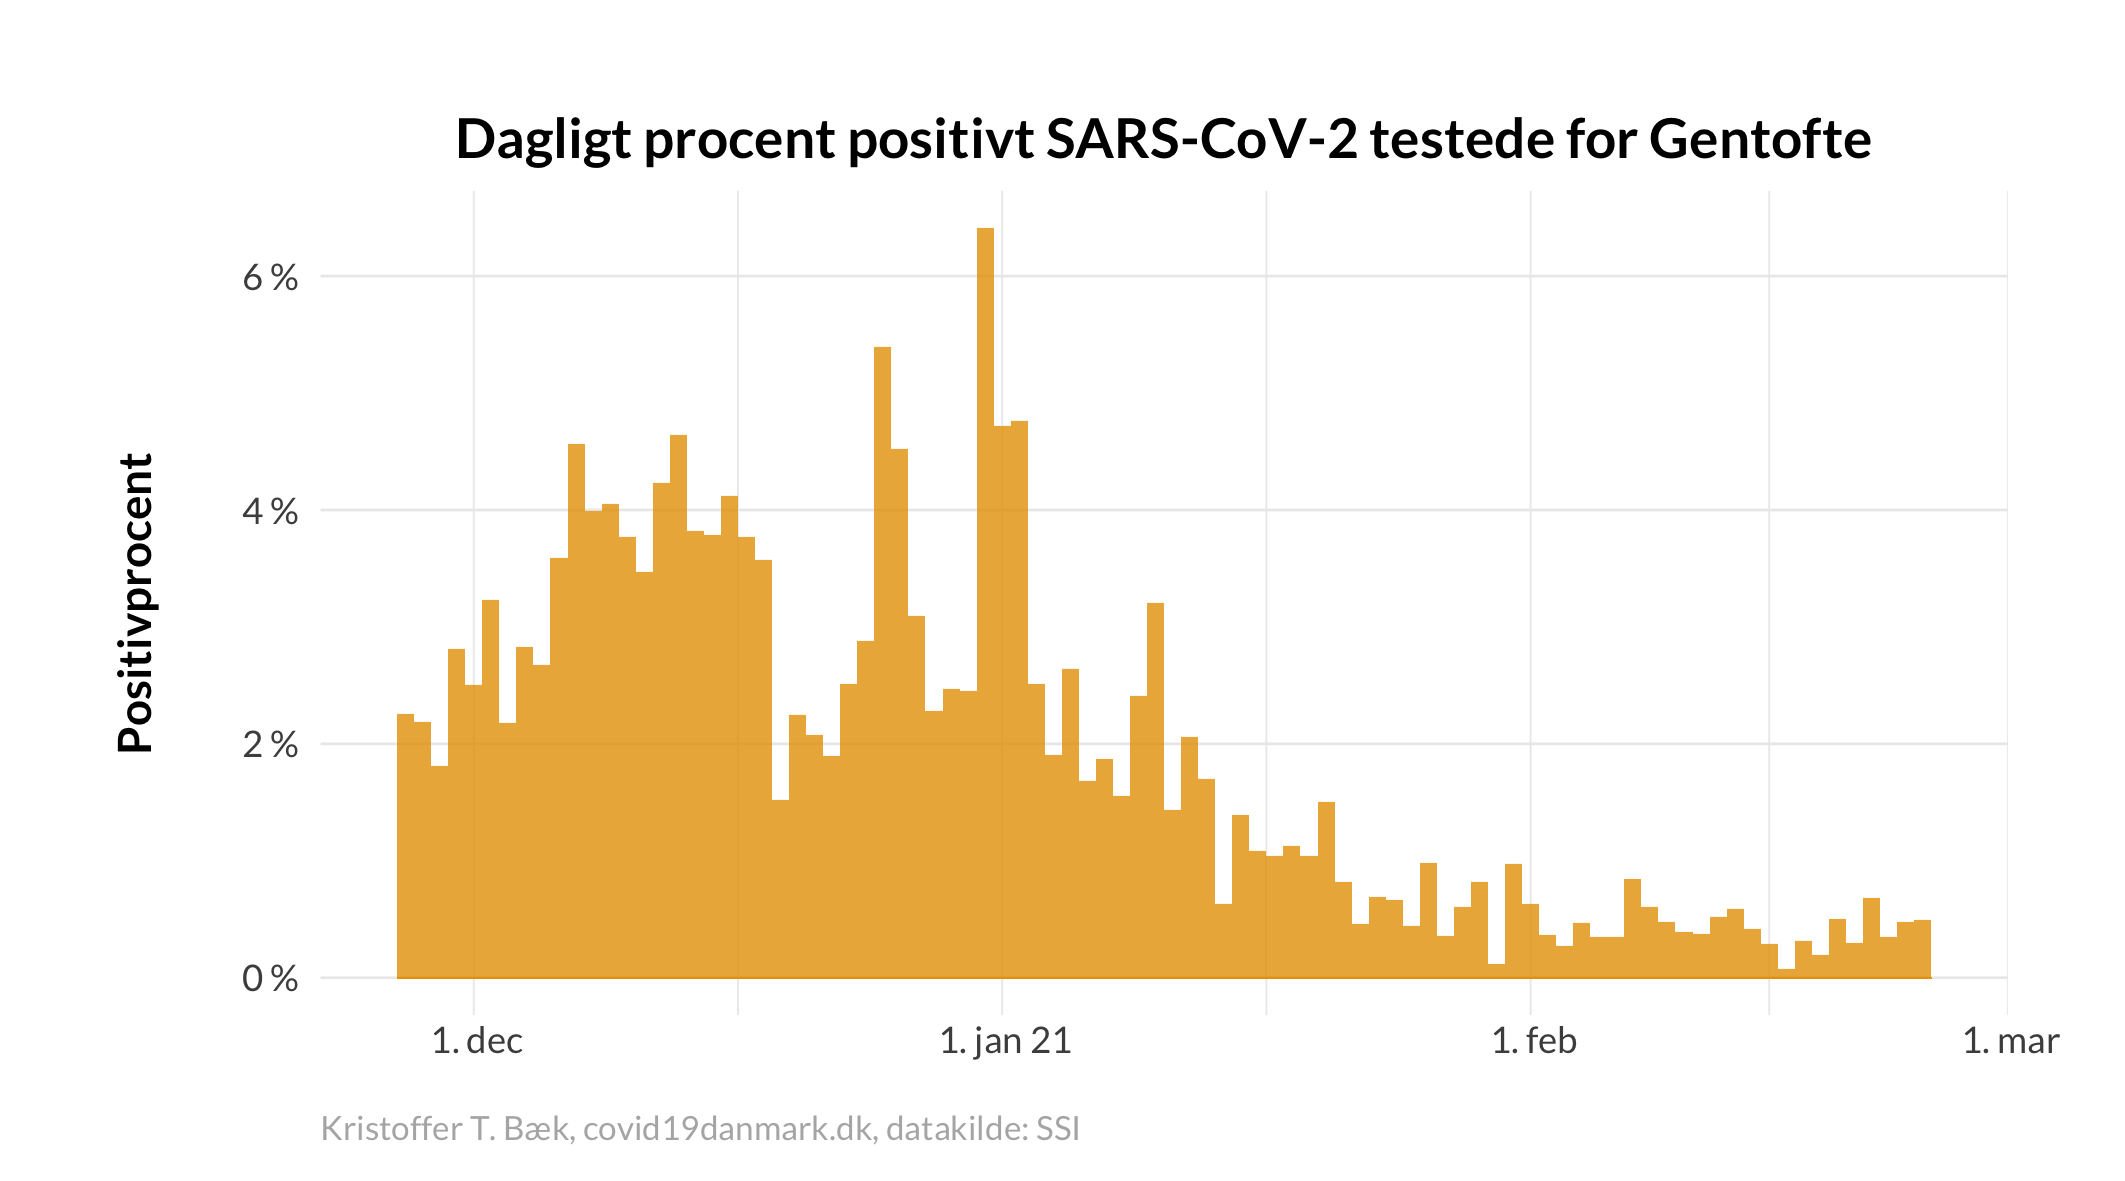 Dagligt procent positivt SARS-CoV-2 testede for Gentofte
Positivprocent
6 %
4 %
2 %
0 %
1. dec
1. jan 21
1. feb
1. mar
Kristoffer T. Bæk, covid19danmark.dk, datakilde: SSI